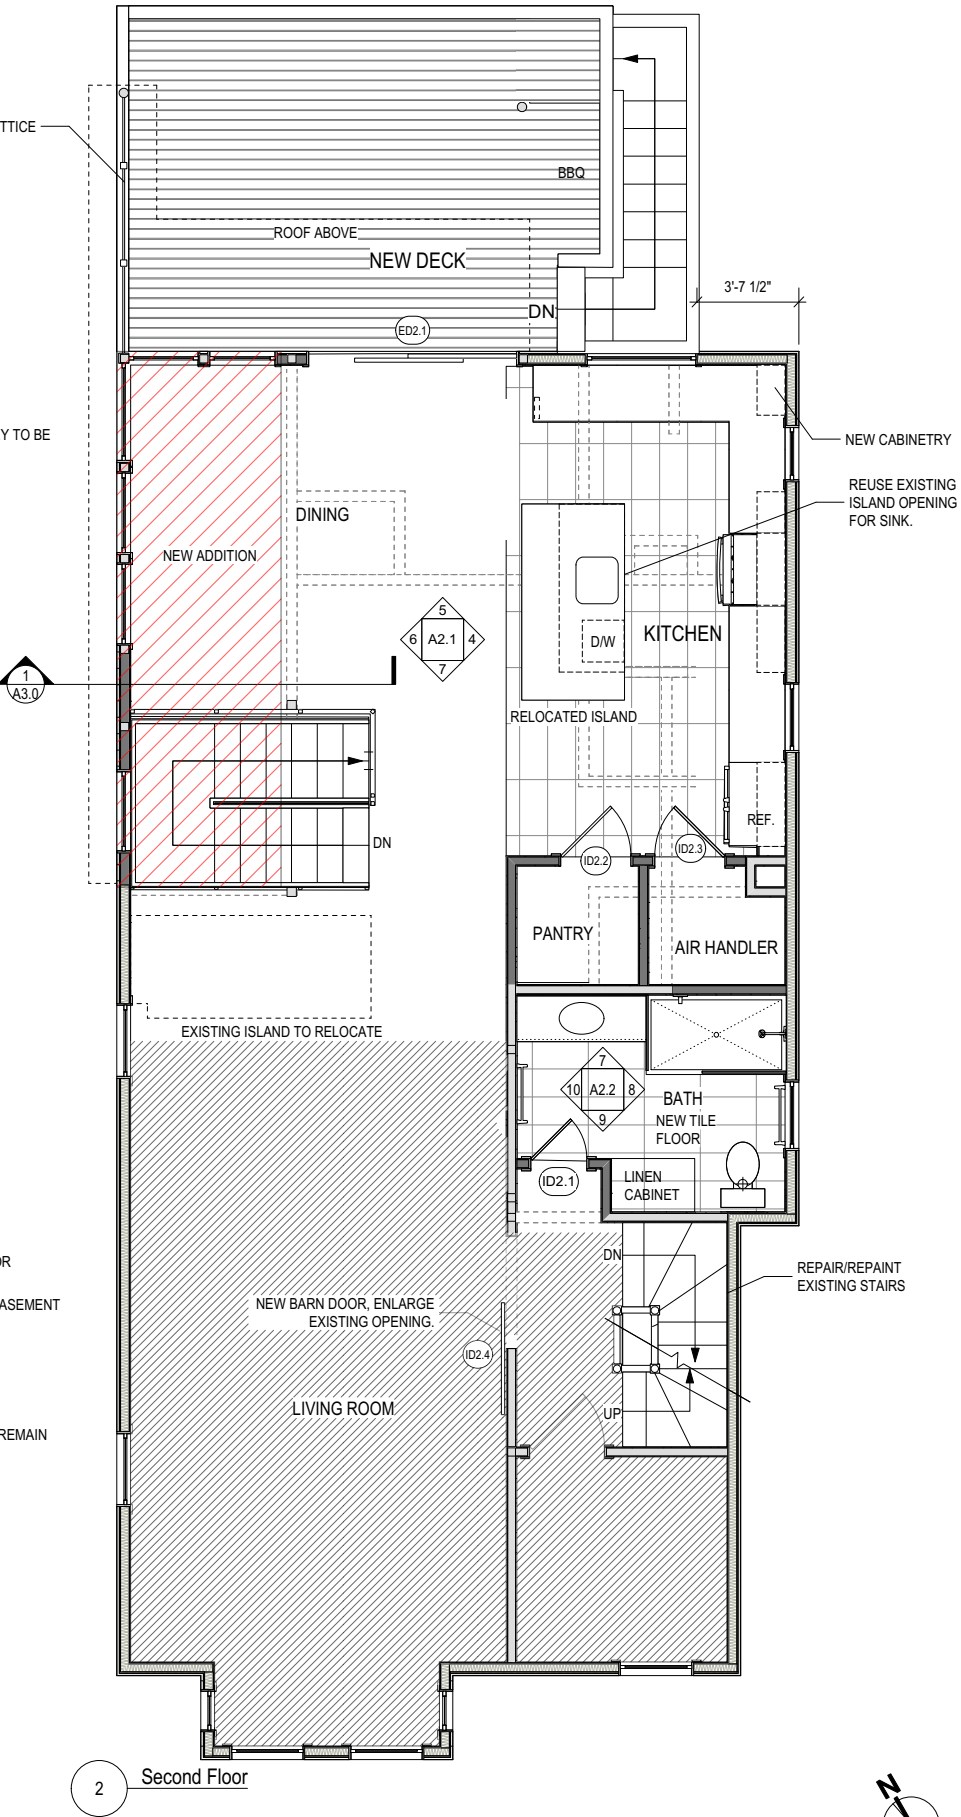 TTICE
BBQ
ROOF ABOVE
NEW DECK
3'-7 1/2"
DN
ED2.1
Y TO BE
NEW CABINETRY
REUSE EXISTING
ISLAND OPENING
FOR SINK.
DINING
NEW ADDITION
5
6 A2.1 4
7
D/W
KITCHEN
1
A3.0
RELOCATED ISLAND
REF.
DN
ID2.2
ID2.3
PANTRY
AIR HANDLER
EXISTING ISLAND TO RELOCATE
7
10 A2.2 8
9
BATH
NEW TILE
FLOOR
ID2.1
LINEN
CABINET
OR
DN
REPAIR/REPAINT
EXISTING STAIRS
ASEMENT
NEW BARN DOOR, ENLARGE
EXISTING OPENING.
ID2.4
LIVING ROOM
UP
REMAIN
2
Second Floor
N